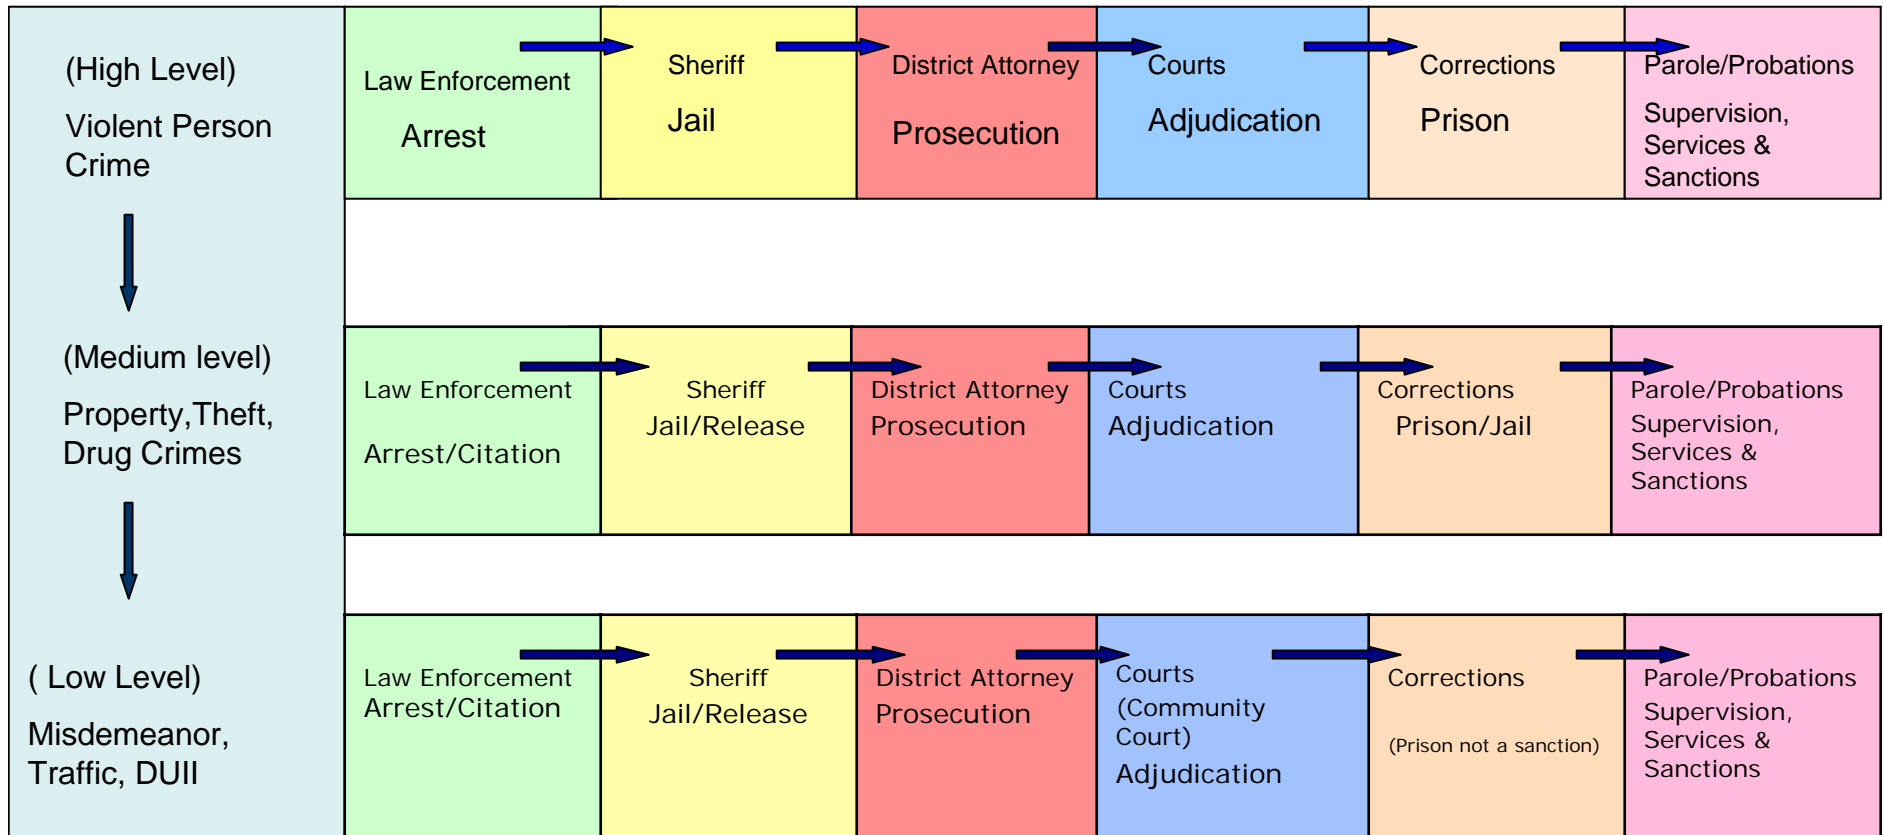 (High Level)
Violent Person
Crime
Law Enforcement
Arrest
Sheriff
Jail
District Attorney
Prosecution
Courts
Adjudication
Corrections
Prison
Parole/Probations
Supervision,
Services &
Sanctions
(Medium level)
Property,Theft,
Drug Crimes
Law Enforcement
Arrest/Citation
Sheriff
Jail/Release
District Attorney
Prosecution
Courts
Adjudication
Corrections
Prison/Jail
Parole/Probations
Supervision,
Services &
Sanctions
( Low Level)
Misdemeanor,
Traffic, DUII
Law Enforcement
Arrest/Citation
Sheriff
Jail/Release
District Attorney
Prosecution
Courts
(Community
Court)
Adjudication
Corrections
(Prison not a sanction)
Parole/Probations
Supervision,
Services &
Sanctions